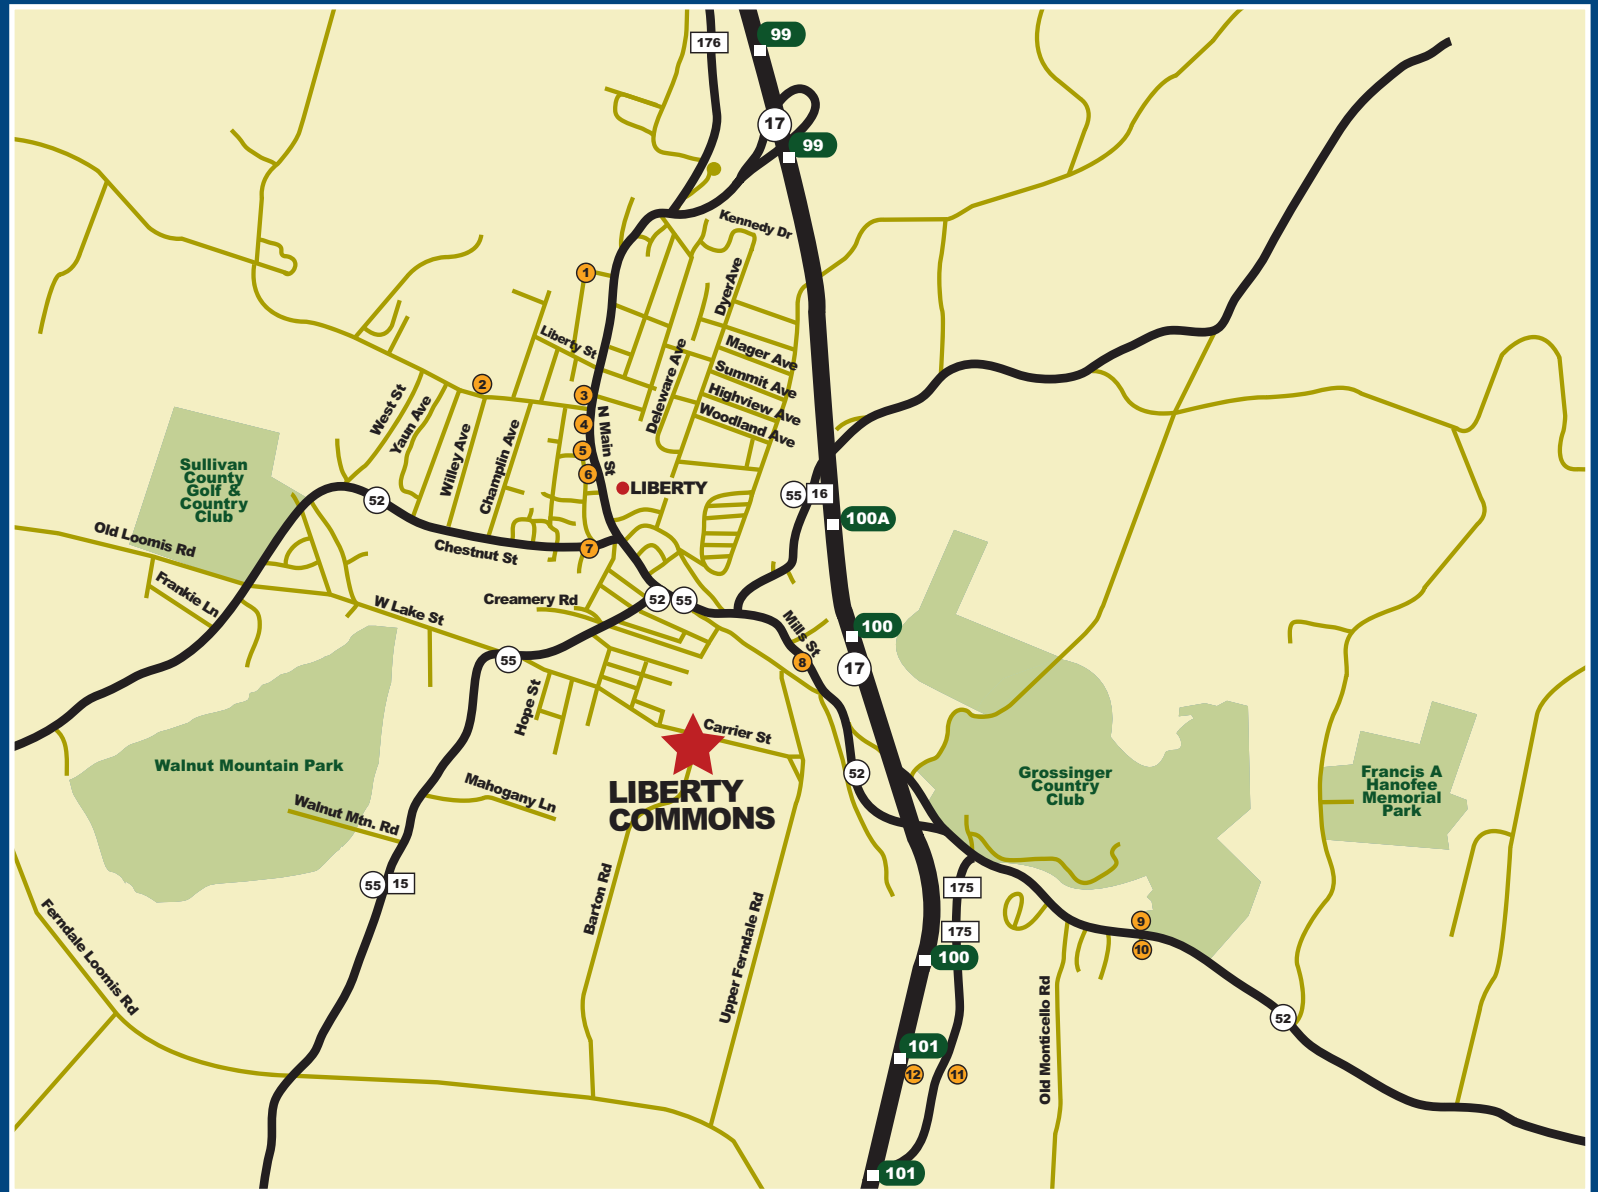 99
176
17
99
Kennedy Dr
1
DyerAve
Liberty St
Mager Ave
Deleware Ave
Summit Ave
2
Highview Ave
3
West St
Yaun Ave
Woodland Ave
N Main St
4
Willey Ave
Champlin Ave
5
6
Sullivan
County
Golf &
Country
Club
LIBERTY
52
55
16
100A
Old Loomis Rd
Chestnut St
7
Frankie Ln
Creamery Rd
52
55
W Lake St
Mills St
100
55
8
17
Hope St
Carrier St
Walnut Mountain Park
52
Grossinger
Country
Club
Francis A
Hanofee
Memorial
Park
Mahogany Ln
LIBERTY
COMMONS
Walnut Mtn. Rd
55
15
175
Barton Rd
Upper Ferndale Rd
9
175
10
100
Ferndale Loomis Rd
Old Monticello Rd
52
101
12
11
101